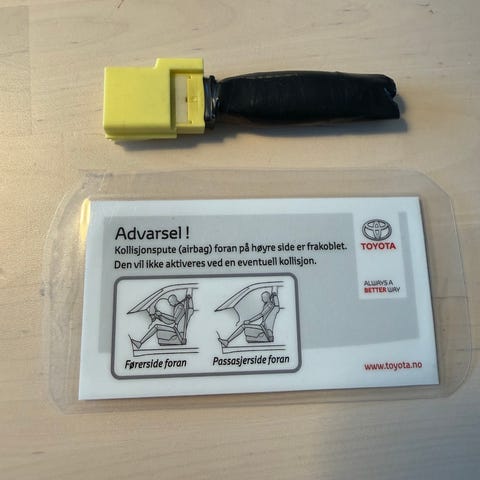 Advarsel !
Kollisjonspute (airbag) foran på høyre side er frakoblet.
Den vil ikke aktiveres ved en eventuell kollisjon.
TOYOTA
ALWAYS A
BETTER WAY
Førerside foran
Passasjerside foran
www.toyota.no